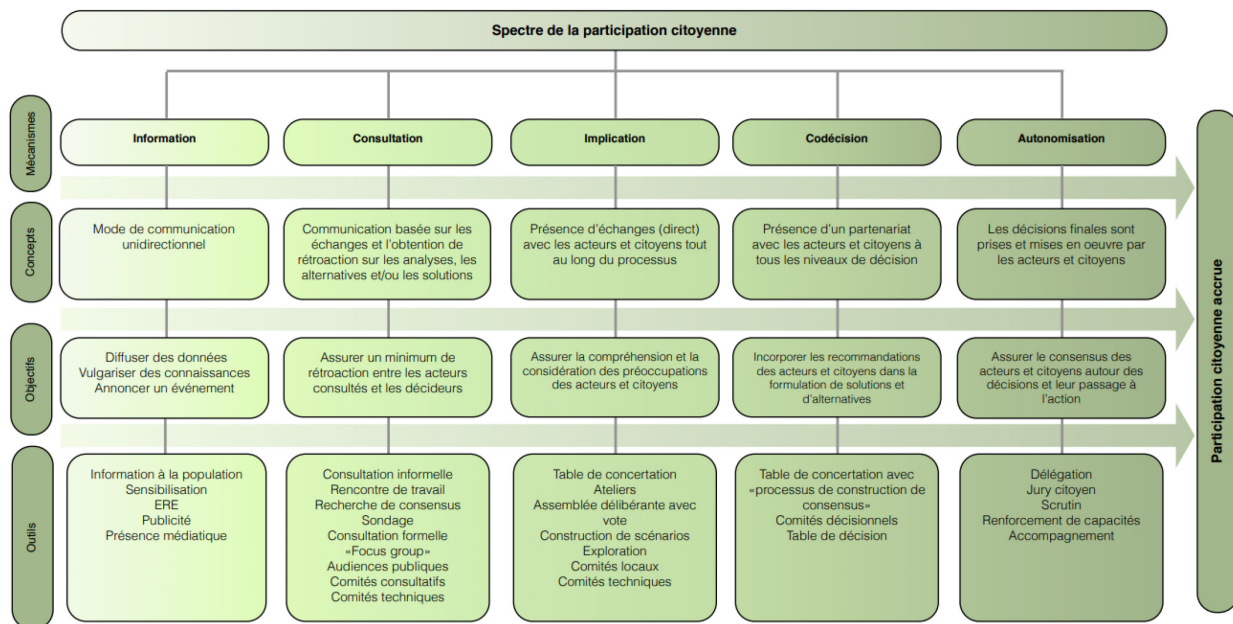 Spectre de la participation citoyenne
Mécanismes
Information
Consultation
Implication
Codécision
Autonomisation
Concepts
Mode de communication
unidirectionnel
Communication basée sur les
échanges et l'obtention de
rétroaction sur les analyses, les
alternatives et/ou les solutions
Présence d'échanges (direct)
avec les acteurs et citoyens tout
au long du processus
Présence d'un partenariat
avec les acteurs et citoyens à
tous les niveaux de décision
Les décisions finales sont
prises et mises en oeuvre par
les acteurs et citoyens
Objectifs
Diffuser des données
Vulgariser des connaissances
Annoncer un événement
Assurer un minimum de
rétroaction entre les acteurs
consultés et les décideurs
Assurer la compréhension et la
considération des préoccupations
des acteurs et citoyens
Incorporer les recommandations
des acteurs et citoyens dans la
formulation de solutions et
d'alternatives
Assurer le consensus des
acteurs et citoyens autour des
décisions et leur passage à
l'action
Outils
Information à la population
Sensibilisation
ERE
Publicité
Présence médiatique
Consultation informelle
Rencontre de travail
Recherche de consensus
Sondage
Consultation formelle
«Focus group»
Audiences publiques
Comités consultatifs
Comités techniques
Table de concertation
Ateliers
Assemblée délibérante avec
vote
Construction de scénarios
Exploration
Comités locaux
Comités techniques
Table de concertation avec
«processus de construction de
consensus»
Comités décisionnels
Table de décision
Délégation
Jury citoyen
Scrutin
Renforcement de capacités
Accompagnement
Participation citoyenne accrue